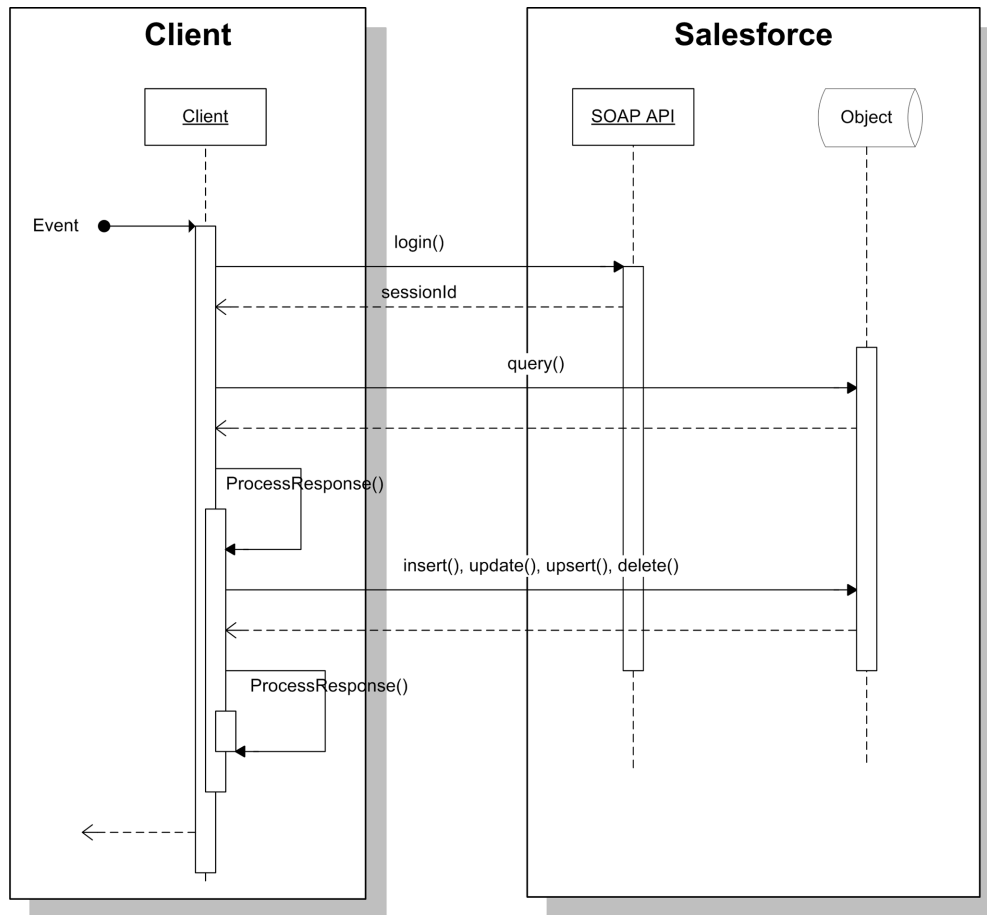 Client
Salesforce
Client
SOAP API
Object
Event
login()
sessionId
query()
ProcessResponse()
insert(), update(), upsert(), delete()
ProcessResponse()